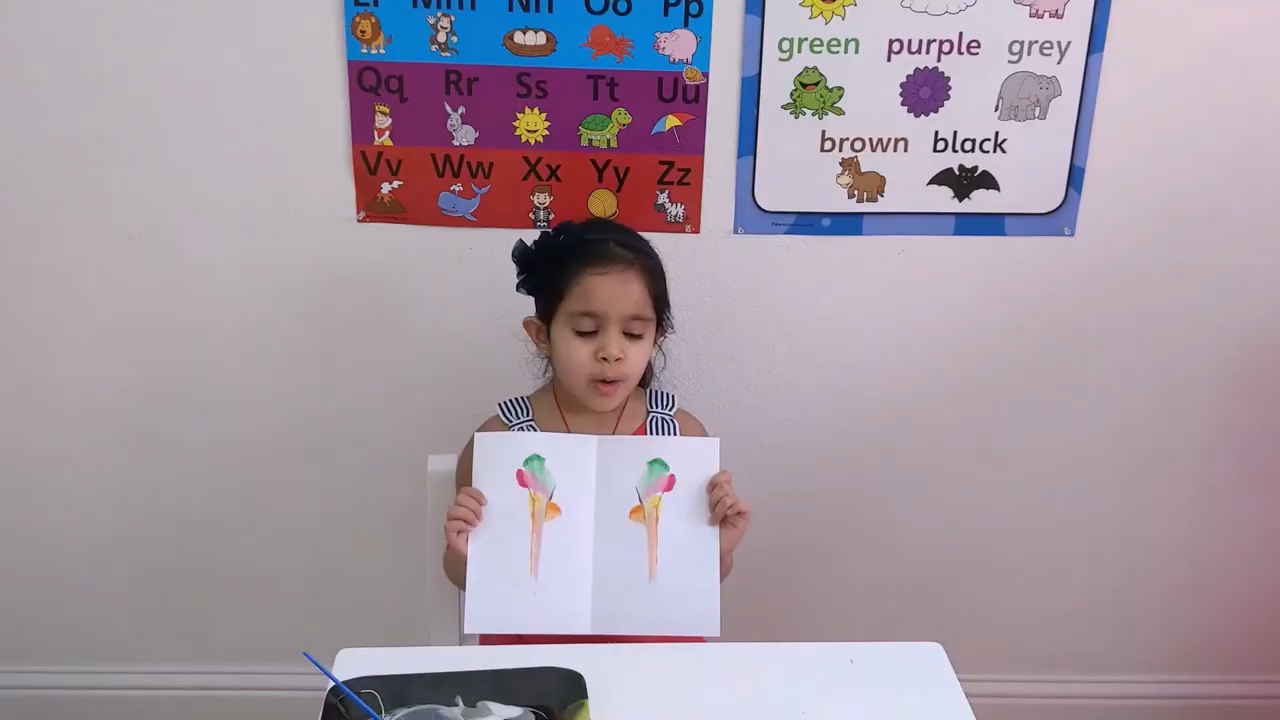 Ll Mm Nn Oo Pp
Qq Rr Ss Tt Uu
Vv Ww Xx Yy Zz
green purple grey
brown black